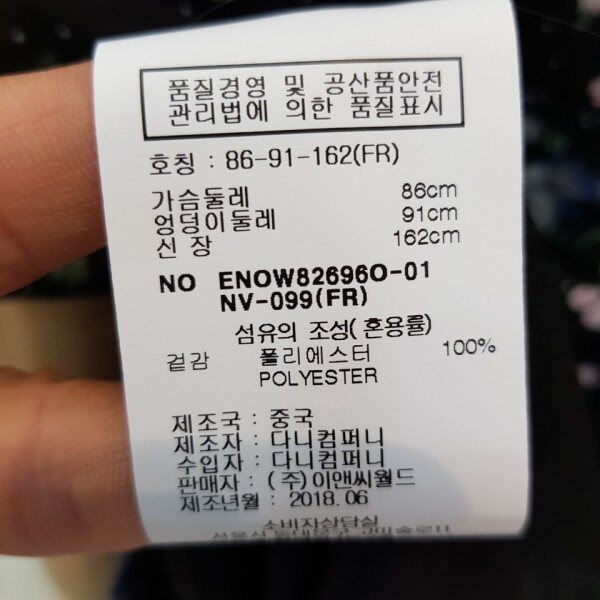 품질경영 및 공산품안전
관리법에 의한 품질표시
호칭 : 86-91-162(FR)
가슴둘레 86cm
엉덩이둘레 91cm
신 장 162cm
NO ENOW82696O-01
NV-099(FR)
섬유의 조성( 혼용률)
겉감 폴리에스터 100%
POLYESTER
제조국 : 중국
제조자 : 다니컴퍼니
수입자 : 다니컴퍼니
판매자 : (주)이앤씨월드
제조년월 : 2018.06
소비자상담실